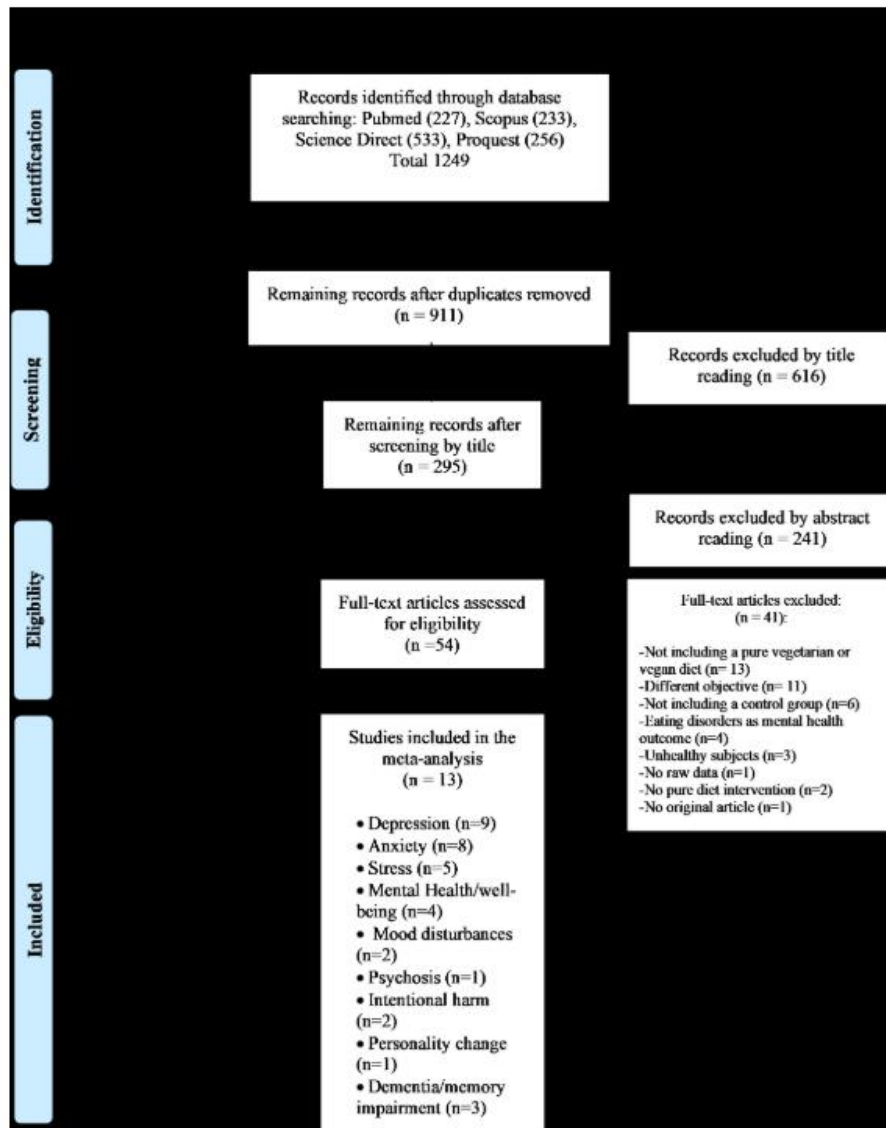 Identification
Records identified through database
searching: Pubmed (227), Scopus (233),
Science Direct (533), Proquest (256)
Total 1249
Remaining records after duplicates removed
(n = 911)
Screening
Records excluded by title
reading (n = 616)
Remaining records after
screening by title
(n = 295)
Records excluded by abstract
reading (n = 241)
Eligibility
Full-text articles assessed
for eligibility
(n =54)
Full-text articles excluded:
(n = 41):
-Not including a pure vegetarian or
vegan diet (n= 13)
-Different objective (n= 11)
-Not including a control group (n=6)
-Eating disorders as mental health
outcome (n=4)
-Unhealthy subjects (n=3)
-No raw data (n=1)
-No pure diet intervention (n=2)
-No original article (n=1)
Included
Studies included in the
meta-analysis
(n = 13)
• Depression (n=9)
• Anxiety (n=8)
• Stress (n=5)
• Mental Health/well-
being (n=4)
• Mood disturbances
(n=2)
• Psychosis (n=1)
• Intentional harm
(n=2)
• Personality change
(n=1)
• Dementia/memory
impairment (n=3)